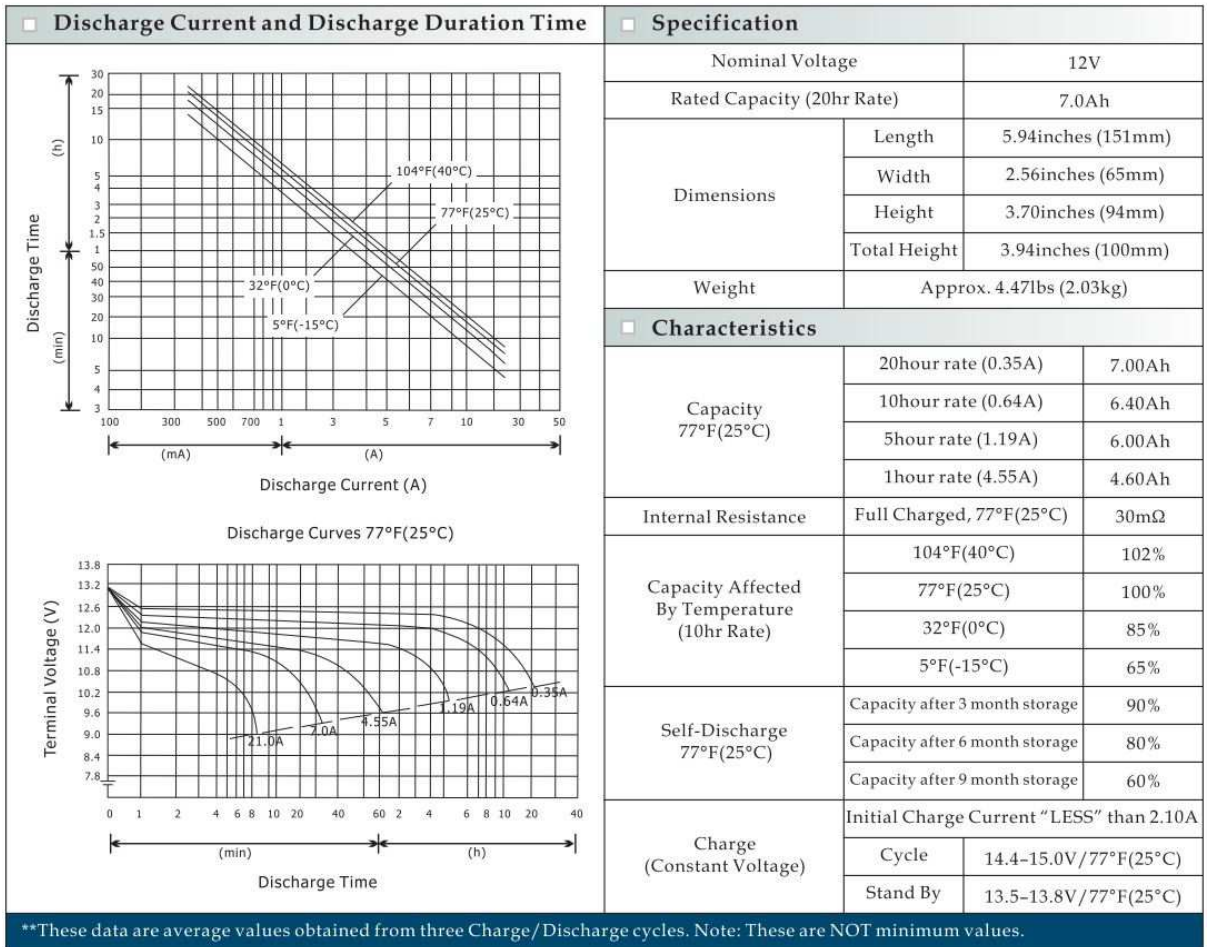 Discharge Current and Discharge Duration Time
30
20
15
10
5
4
3
2
1.5
1
50
40
30
20
10
5
4
3
(h)
(min)
Discharge Time
104°F(40°C)
77°F(25°C)
32°F(0°C)
5°F(-15°C)
100 300 500 700 1 3 5 7 10 30 50
(mA) (A)
Discharge Current (A)
Discharge Curves 77°F(25°C)
13.8
13.2
12.6
12.0
11.4
10.8
10.2
9.6
9.0
8.4
7.8
Terminal Voltage (V)
21.0A 7.0A 4.55A 1.19A 0.64A 0.35A
0 1 2 4 6 8 10 20 40 60 2 4 6 8 10 20 40
(min) (h)
Discharge Time
Specification
Nominal Voltage 12V
Rated Capacity (20hr Rate) 7.0Ah
Dimensions
Length 5.94inches (151mm)
Width 2.56inches (65mm)
Height 3.70inches (94mm)
Total Height 3.94inches (100mm)
Weight Approx. 4.47lbs (2.03kg)
Characteristics
Capacity
77°F(25°C)
20hour rate (0.35A) 7.00Ah
10hour rate (0.64A) 6.40Ah
5hour rate (1.19A) 6.00Ah
1hour rate (4.55A) 4.60Ah
Internal Resistance Full Charged, 77°F(25°C) 30mΩ
Capacity Affected
By Temperature
(10hr Rate)
104°F(40°C) 102%
77°F(25°C) 100%
32°F(0°C) 85%
5°F(-15°C) 65%
Self-Discharge
77°F(25°C)
Capacity after 3 month storage 90%
Capacity after 6 month storage 80%
Capacity after 9 month storage 60%
Charge
(Constant Voltage)
Initial Charge Current “LESS” than 2.10A
Cycle 14.4–15.0V/77°F(25°C)
Stand By 13.5–13.8V/77°F(25°C)
**These data are average values obtained from three Charge/Discharge cycles. Note: These are NOT minimum values.